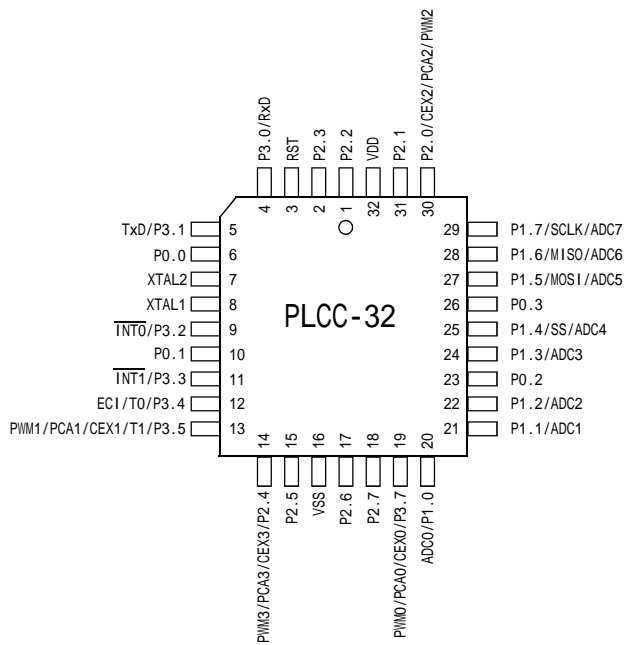 P3.0/RxD
RST
P2.3
P2.2
VDD
P2.1
P2.0/CEX2/PCA2/PWM2
4
3
2
1
32
31
30
TxD/P3.1 5
P0.0 6
XTAL2 7
XTAL1 8
INT0/P3.2 9
P0.1 10
INT1/P3.3 11
ECI/T0/P3.4 12
PWM1/PCA1/CEX1/T1/P3.5 13
PLCC-32
29 P1.7/SCLK/ADC7
28 P1.6/MISO/ADC6
27 P1.5/MOSI/ADC5
26 P0.3
25 P1.4/SS/ADC4
24 P1.3/ADC3
23 P0.2
22 P1.2/ADC2
21 P1.1/ADC1
14
15
16
17
18
19
20
PWM3/PCA3/CEX3/P2.4
P2.5
VSS
P2.6
P2.7
PWM0/PCA0/CEX0/P3.7
ADC0/P1.0